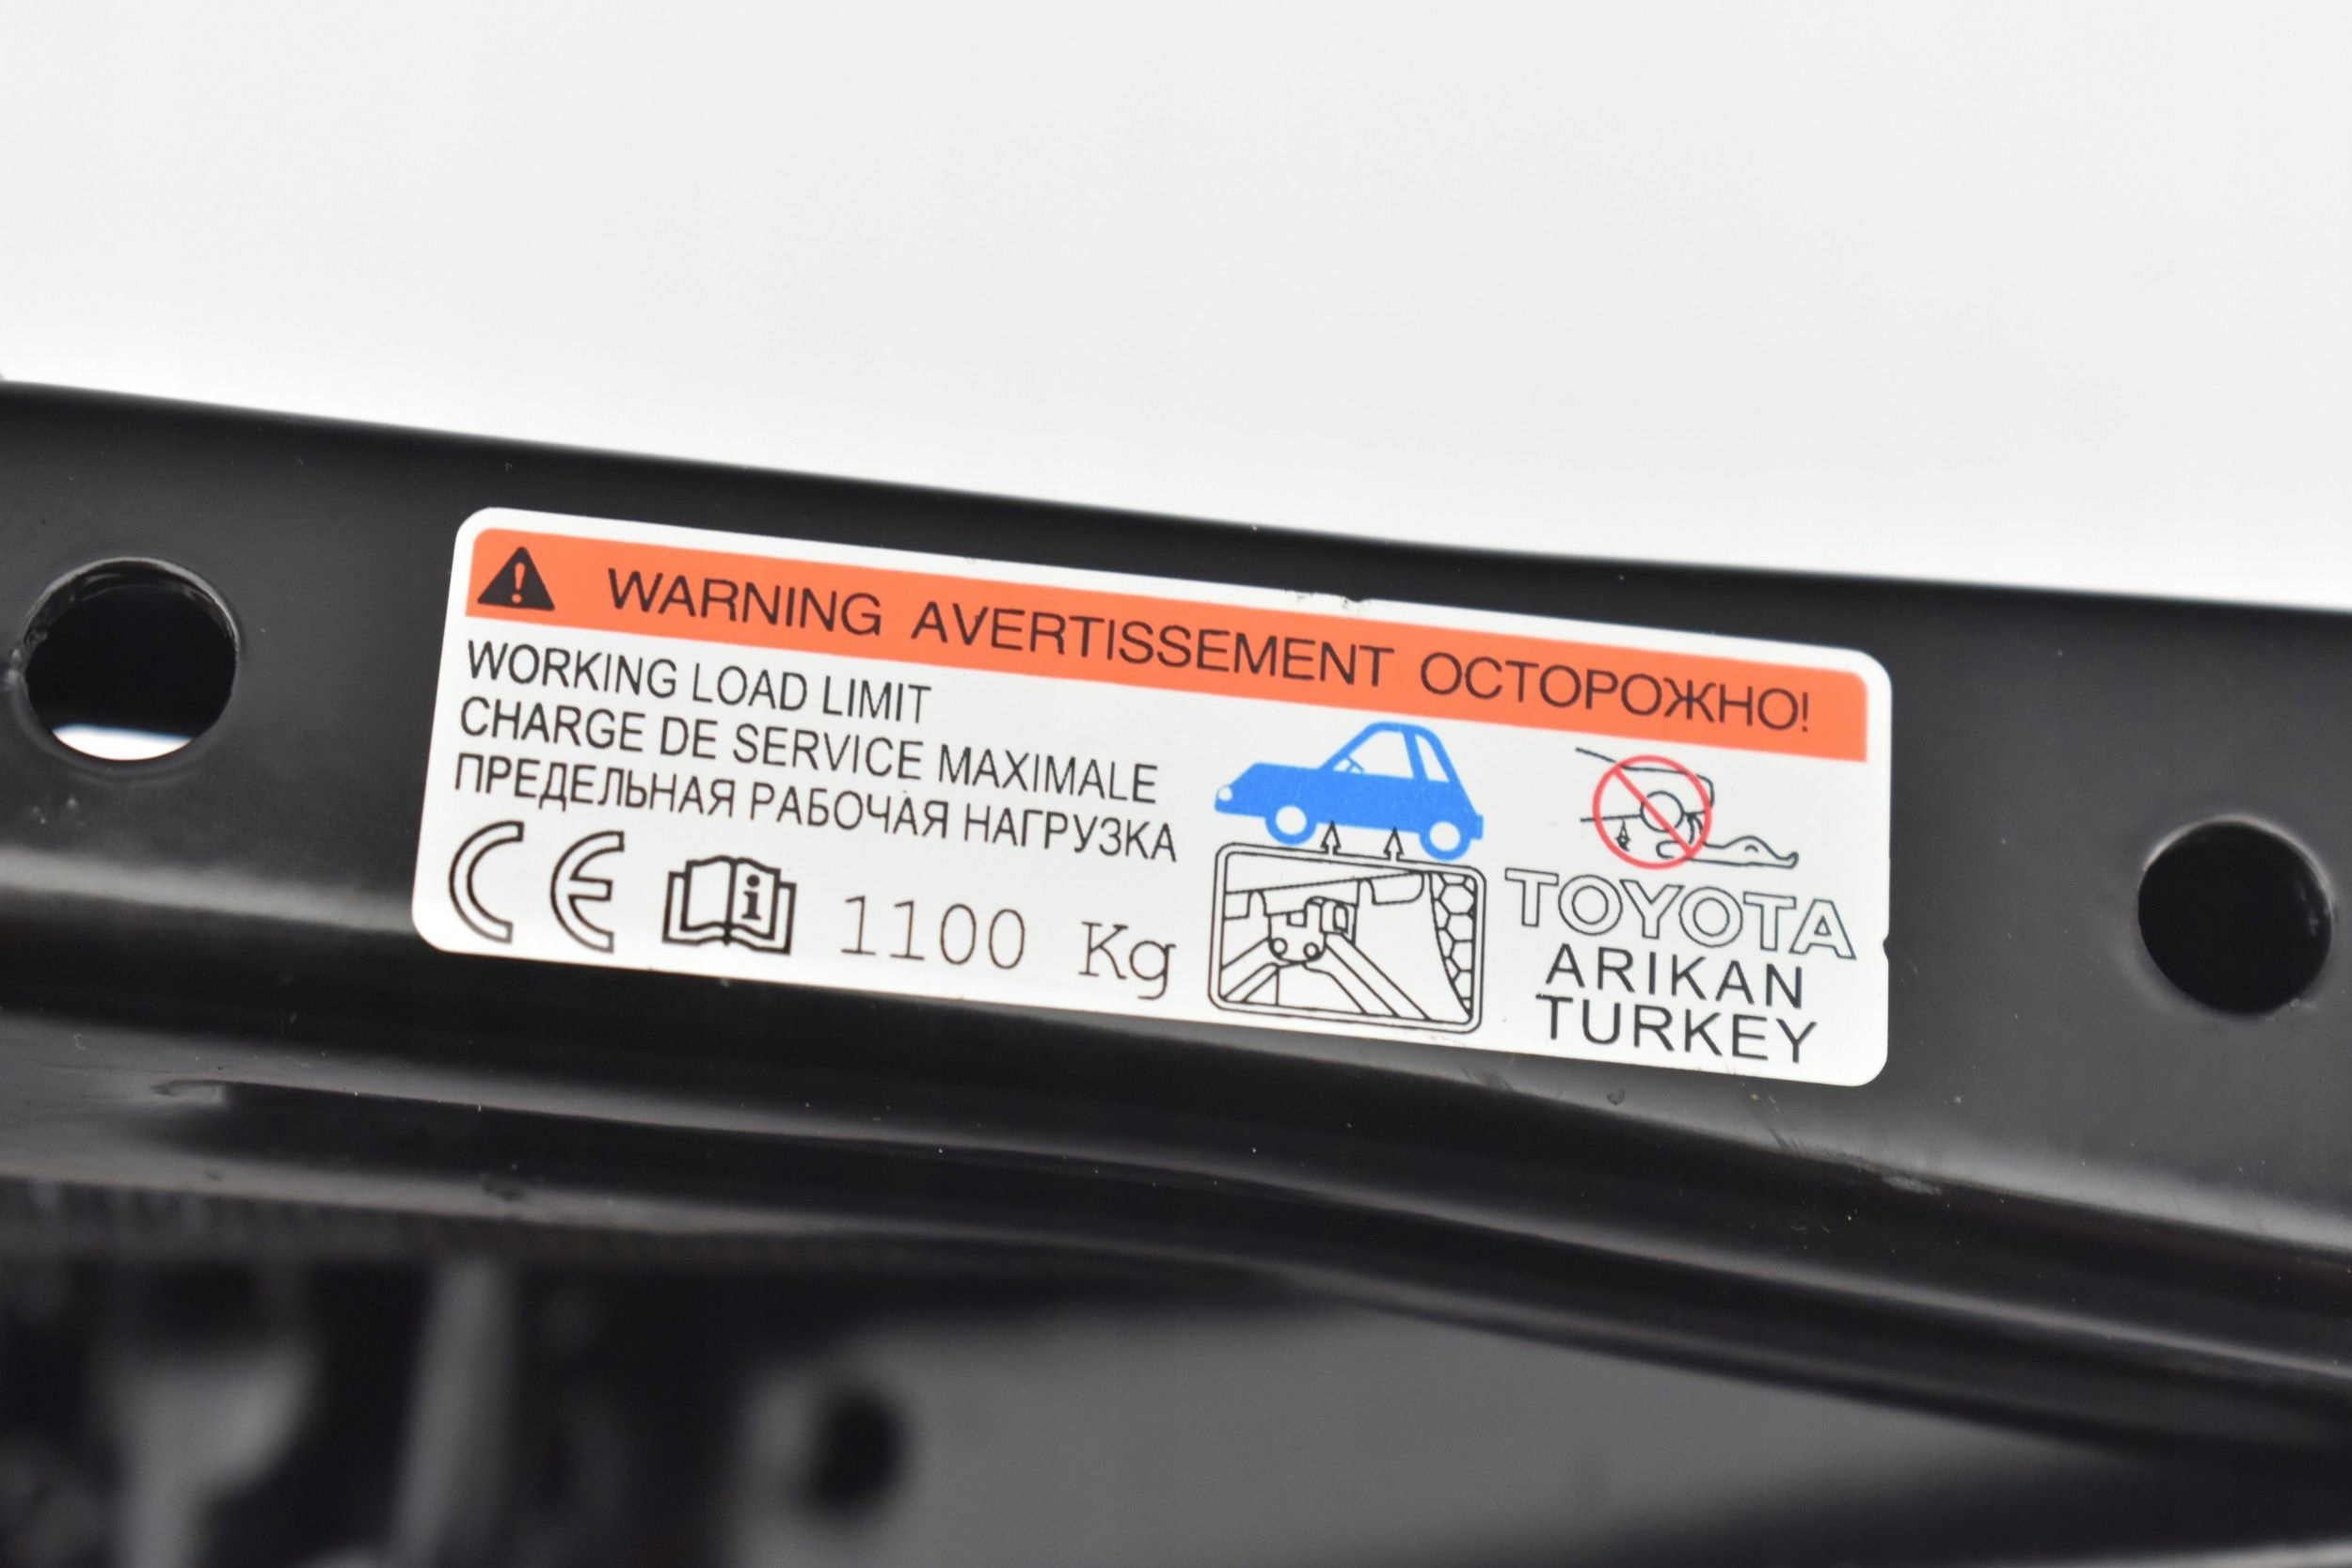 WARNING AVERTISSEMENT ОСТОРОЖНО!
WORKING LOAD LIMIT
CHARGE DE SERVICE MAXIMALE
ПРЕДЕЛЬНАЯ РАБОЧАЯ НАГРУЗКА
CE 1100 Kg
TOYOTA
ARIKAN
TURKEY